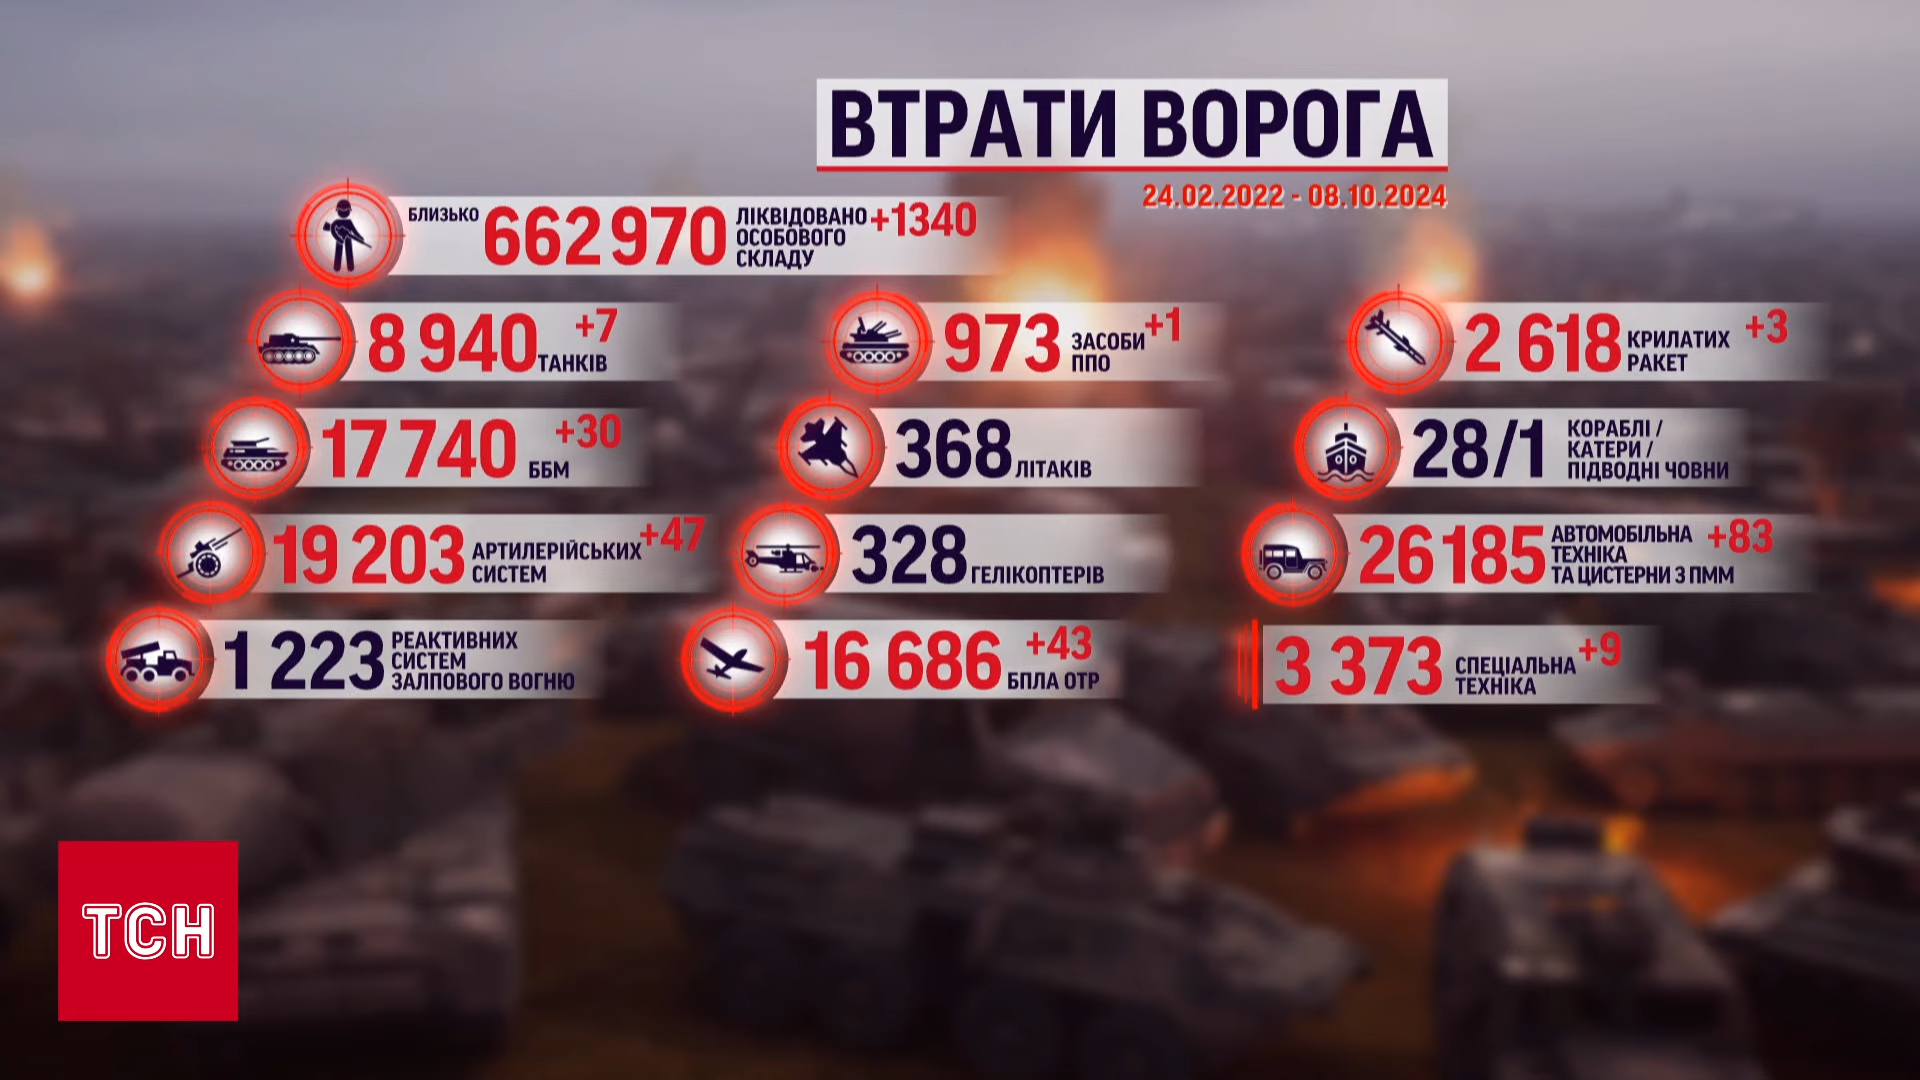 ВТРАТИ ВОРОГА
24.02.2022 - 08.10.2024
БЛИЗЬКО 662 970 ЛІКВІДОВАНО +1340
ОСОБОВОГО
СКЛАДУ
8 940 ТАНКІВ +7
17 740 ББМ +30
19 203 АРТИЛЕРІЙСЬКИХ +47
СИСТЕМ
1 223 РЕАКТИВНИХ
СИСТЕМ
ЗАЛПОВОГО ВОГНЮ
973 ЗАСОБИ +1
ППО
368 ЛІТАКІВ
328 ГЕЛІКОПТЕРІВ
16 686 БПЛА ОТР +43
2 618 КРИЛАТИХ +3
РАКЕТ
28/1 КОРАБЛІ /
КАТЕРИ /
ПІДВОДНІ ЧОВНИ
26 185 АВТОМОБІЛЬНА +83
ТЕХНІКА
ТА ЦИСТЕРНИ З ПММ
3 373 СПЕЦІАЛЬНА +9
ТЕХНІКА
ТСН